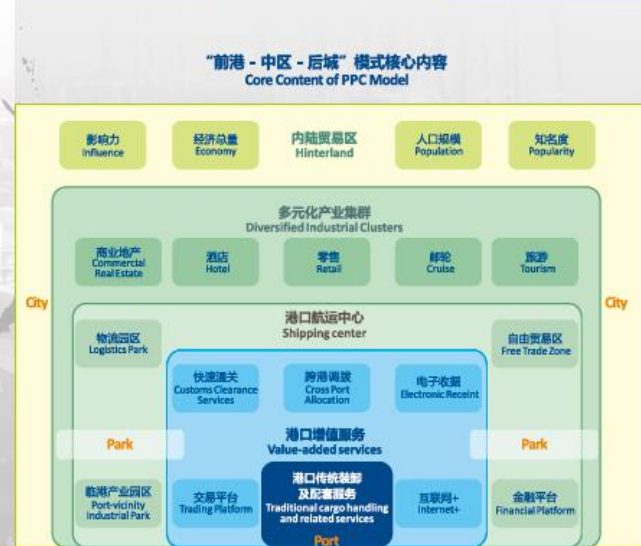 “前港 - 中区 - 后城”模式核心内容
Core Content of PPC Model
影响力
Influence
经济总量
Economy
内陆贸易区
Hinterland
人口规模
Population
知名度
Popularity
多元化产业集群
Diversified Industrial Clusters
商业地产
Commercial
Real Estate
酒店
Hotel
零售
Retail
邮轮
Cruise
旅游
Tourism
City
City
港口航运中心
Shipping center
物流园区
Logistics Park
自由贸易区
Free Trade Zone
快速通关
Customs Clearance
Services
跨港调拨
Cross Port
Allocation
电子收据
Electronic Receint
港口增值服务
Value-added services
Park
Park
临港产业园区
Port-vicinity
Industrial Park
交易平台
Trading Platform
港口传统装卸
及配套服务
Traditional cargo handling
and related services
Port
互联网+
Internet+
金融平台
Financial Platform